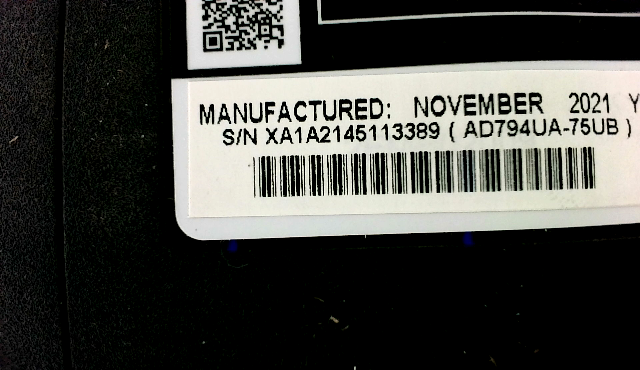 MANUFACTURED: NOVEMBER 2021 Y
S/N XA1A2145113389 ( AD794UA-75UB )